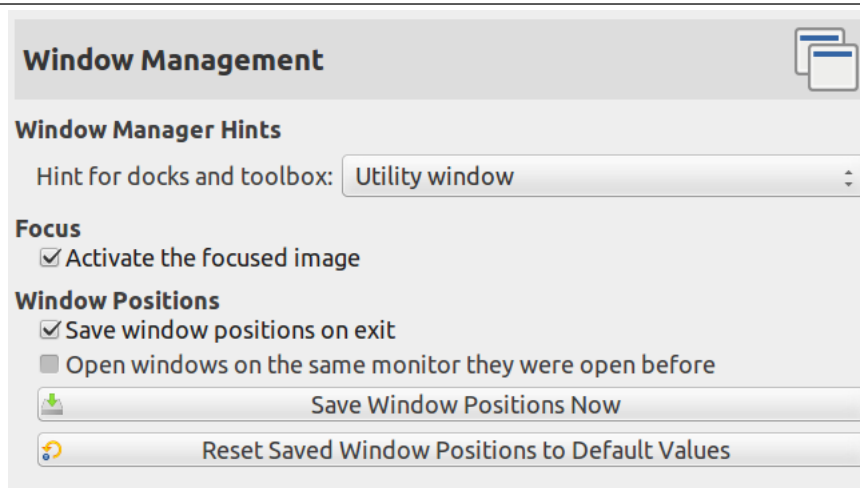 Window Management
Window Manager Hints
Hint for docks and toolbox: Utility window
Focus
Activate the focused image
Window Positions
Save window positions on exit
Open windows on the same monitor they were open before
Save Window Positions Now
Reset Saved Window Positions to Default Values